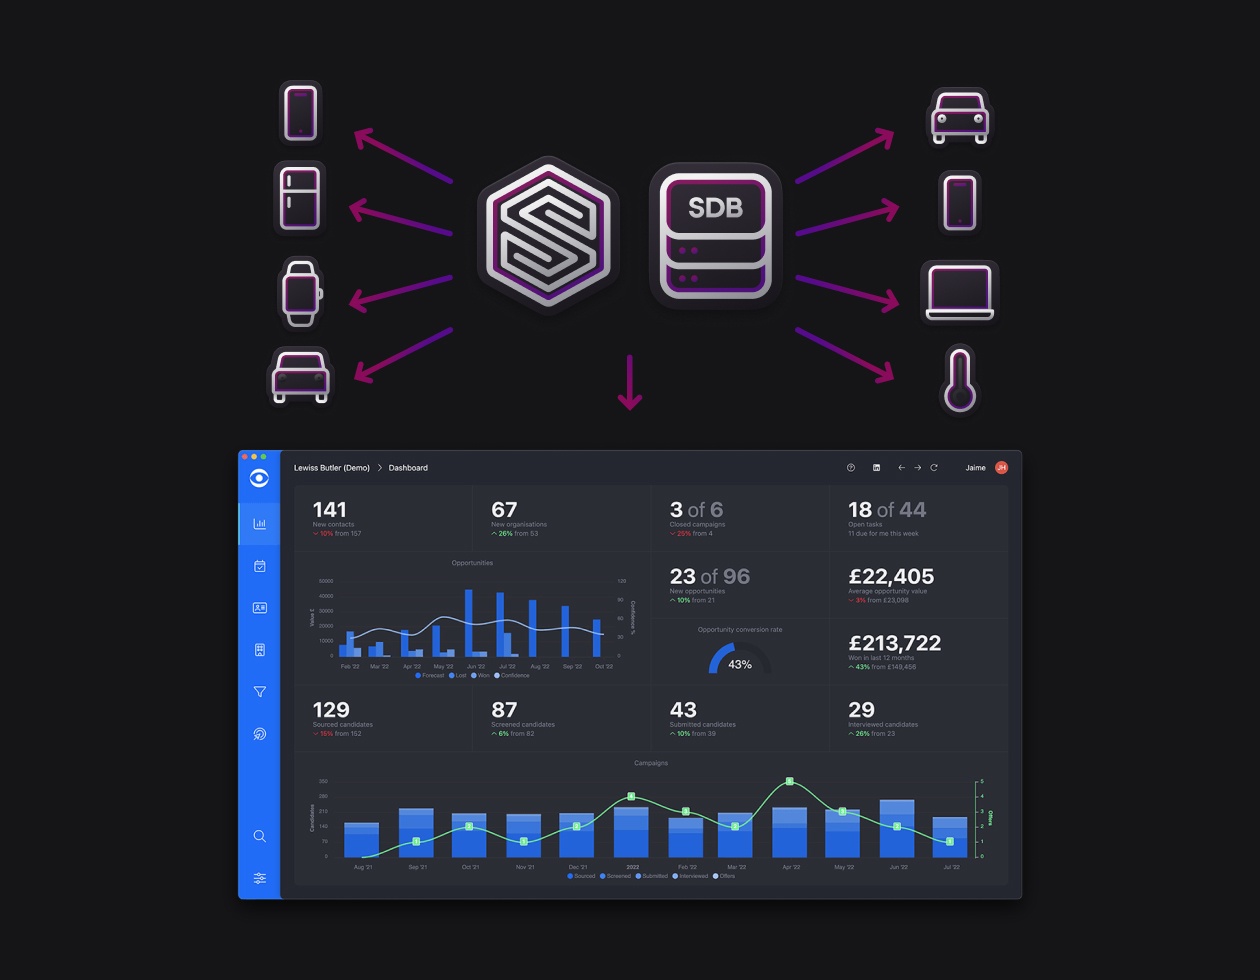 SDB
Lewiss Butler (Demo) > Dashboard
Jaime JH
141
New contacts
10% from 157
67
New organisations
26% from 53
3 of 6
Closed campaigns
25% from 4
18 of 44
Open tasks
11 due for me this week
Opportunities
50000
40000
30000
20000
10000
0
Value £
120
90
60
30
0
Confidence %
Feb '22 Mar '22 Apr '22 May '22 Jun '22 Jul '22 Aug '22 Sep '22 Oct '22
Forecast Lost Won Confidence
23 of 96
New opportunities
10% from 21
£22,405
Average opportunity value
3% from £23,098
Opportunity conversion rate
43%
£213,722
Won in last 12 months
43% from £149,456
129
Sourced candidates
15% from 152
87
Screened candidates
6% from 82
43
Submitted candidates
10% from 39
29
Interviewed candidates
26% from 23
Campaigns
350
280
210
140
70
0
Candidates
5
4
3
2
1
0
Offers
Aug '21 Sep '21 Oct '21 Nov '21 Dec '21 2022 Feb '22 Mar '22 Apr '22 May '22 Jun '22 Jul '22
Sourced Screened Submitted Interviewed Offers